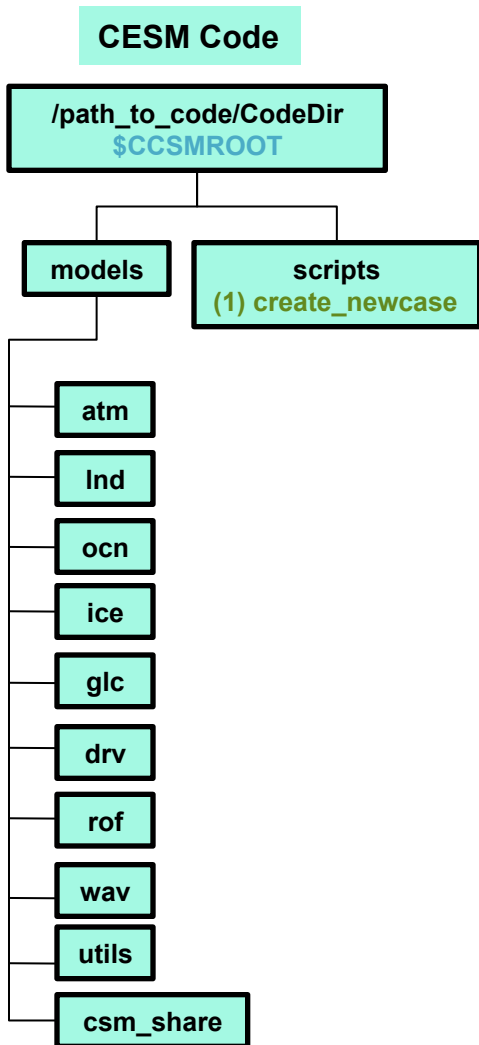 CESM Code
/path_to_code/CodeDir
$CCSMROOT
models
scripts
(1) create_newcase
atm
lnd
ocn
ice
glc
drv
rof
wav
utils
csm_share